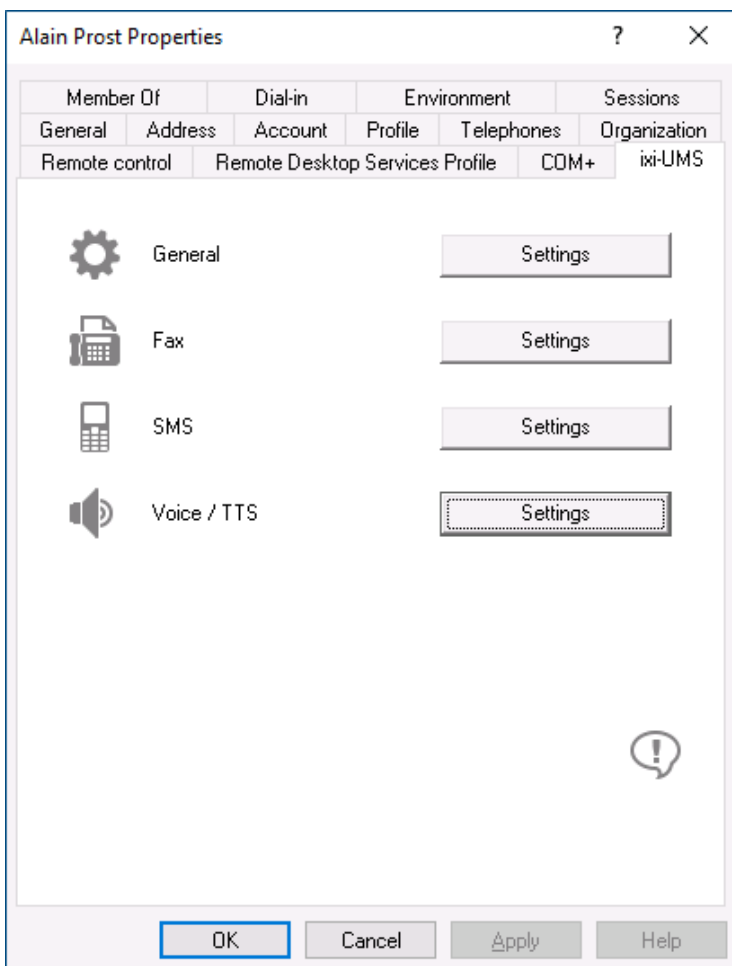 Alain Prost Properties ?
Member Of Dial-in Environment Sessions
General Address Account Profile Telephones Organization
Remote control Remote Desktop Services Profile COM+ ixi-UMS
General Settings
Fax Settings
SMS Settings
Voice / TTS Settings
OK Cancel Apply Help